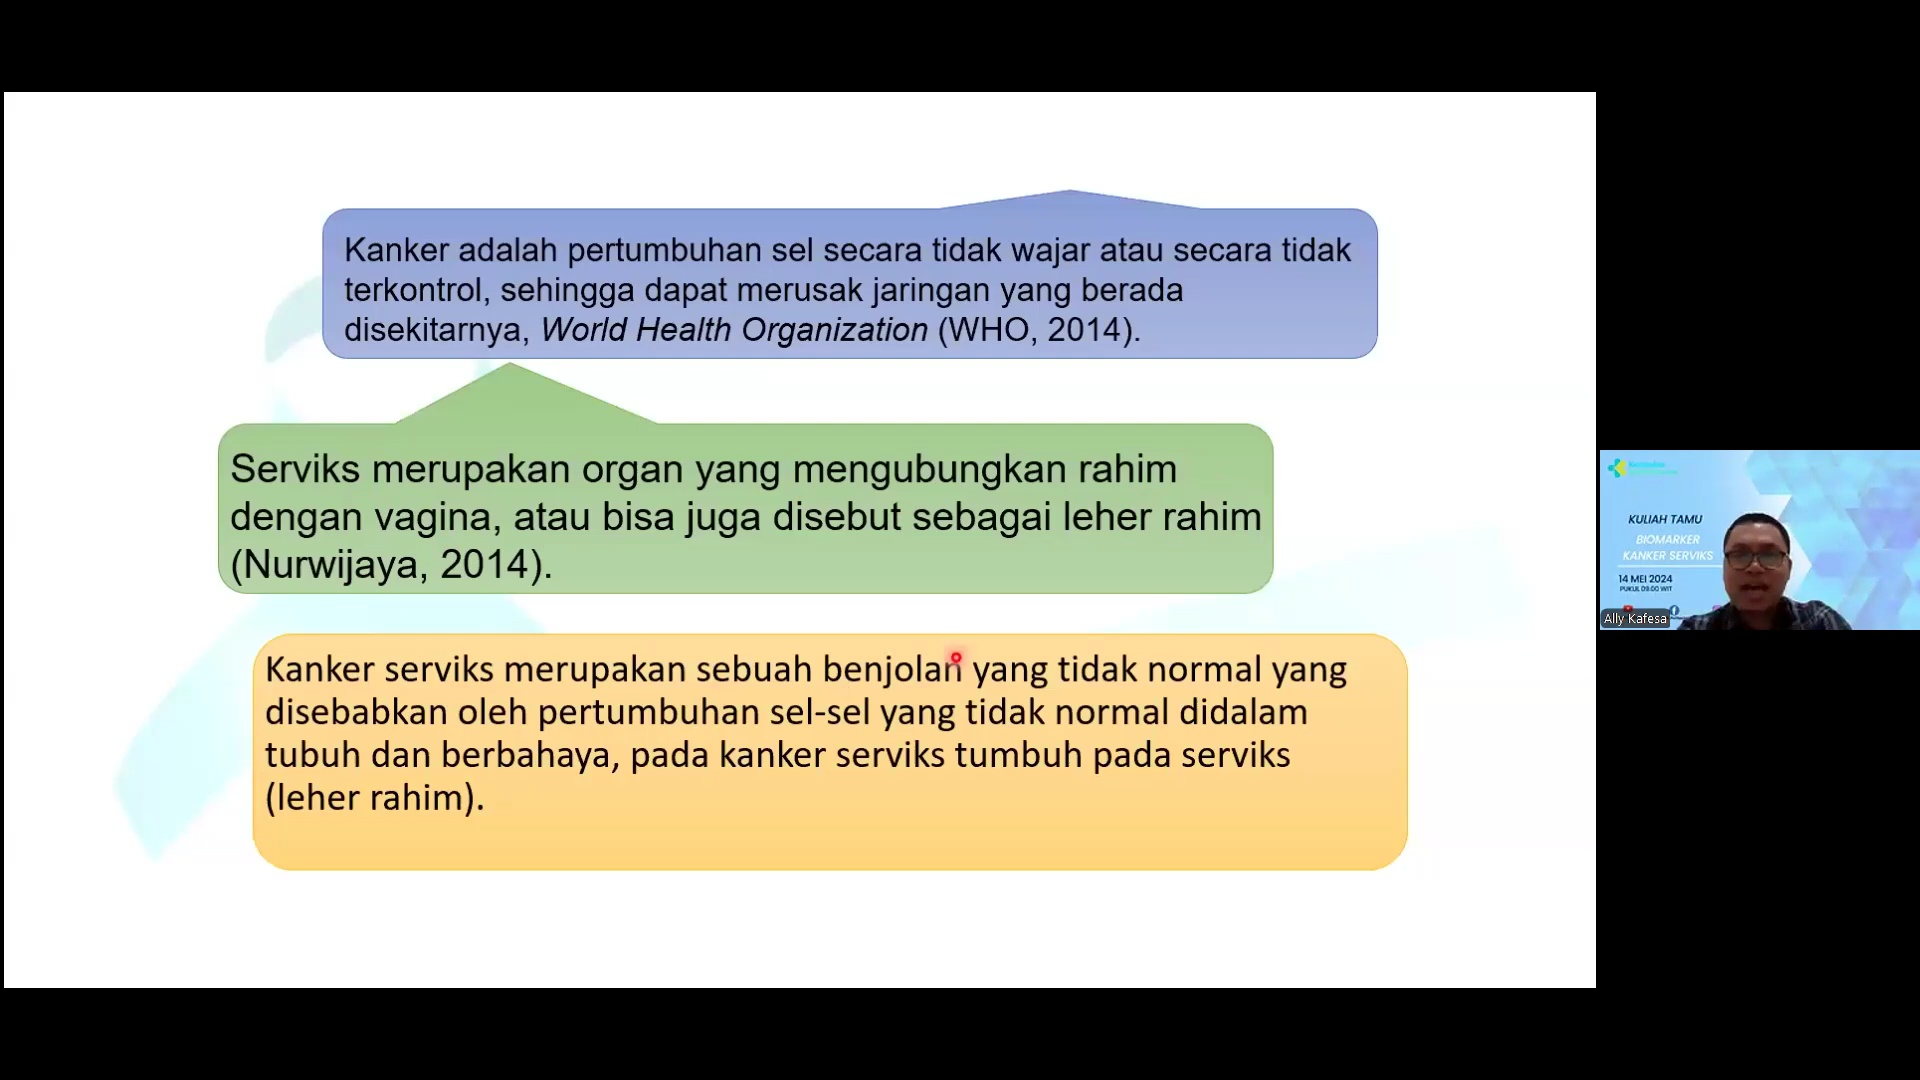 Kanker adalah pertumbuhan sel secara tidak wajar atau secara tidak
terkontrol, sehingga dapat merusak jaringan yang berada
disekitarnya, World Health Organization (WHO, 2014).
Serviks merupakan organ yang mengubungkan rahim
dengan vagina, atau bisa juga disebut sebagai leher rahim
(Nurwijaya, 2014).
Kanker serviks merupakan sebuah benjolan yang tidak normal yang
disebabkan oleh pertumbuhan sel-sel yang tidak normal didalam
tubuh dan berbahaya, pada kanker serviks tumbuh pada serviks
(leher rahim).
KULIAH TAMU
BIOMARKER
KANKER SERVIKS
14 MEI 2024
PUKUL 09.00 WIT
Ally Kafesa